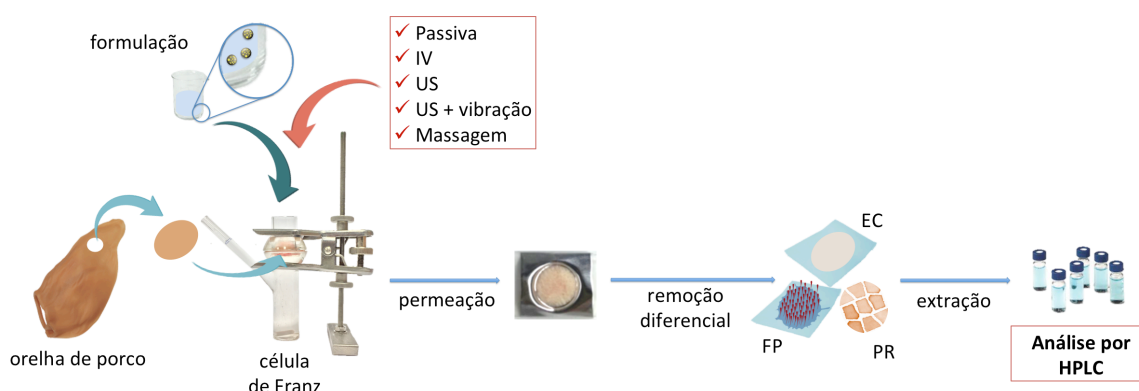 formulação
✓ Passiva
✓ IV
✓ US
✓ US + vibração
✓ Massagem
orelha de porco
célula
de Franz
permeação
remoção
diferencial
EC
FP
PR
extração
Análise por
HPLC